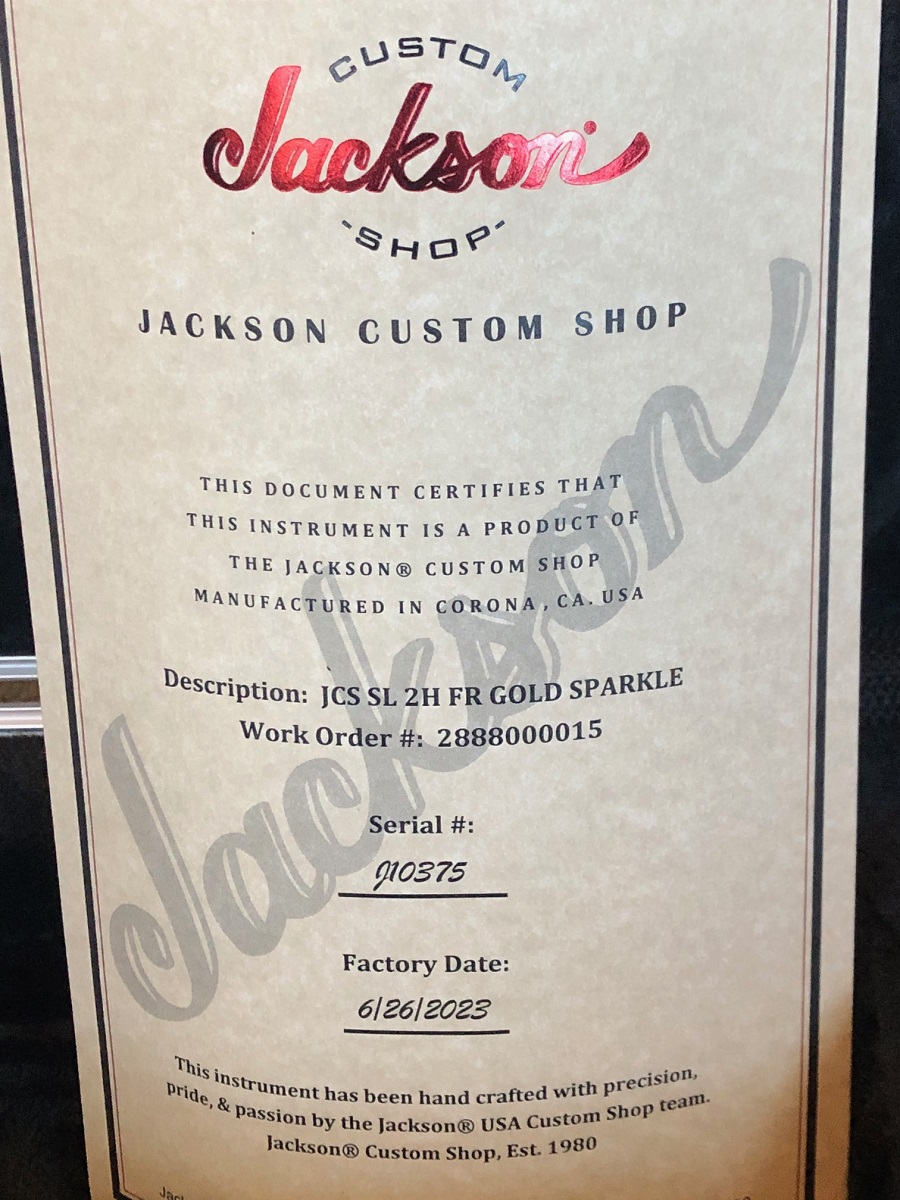 CUSTOM
Jackson
-SHOP-
JACKSON CUSTOM SHOP
THIS DOCUMENT CERTIFIES THAT
THIS INSTRUMENT IS A PRODUCT OF
THE JACKSON® CUSTOM SHOP
MANUFACTURED IN CORONA, CA. USA
Jackson
Description: JCS SL 2H FR GOLD SPARKLE
Work Order #: 2888000015
Serial #:
J10375
Factory Date:
6/26/2023
This instrument has been hand crafted with precision,
pride, & passion by the Jackson® USA Custom Shop team.
Jackson® Custom Shop, Est. 1980